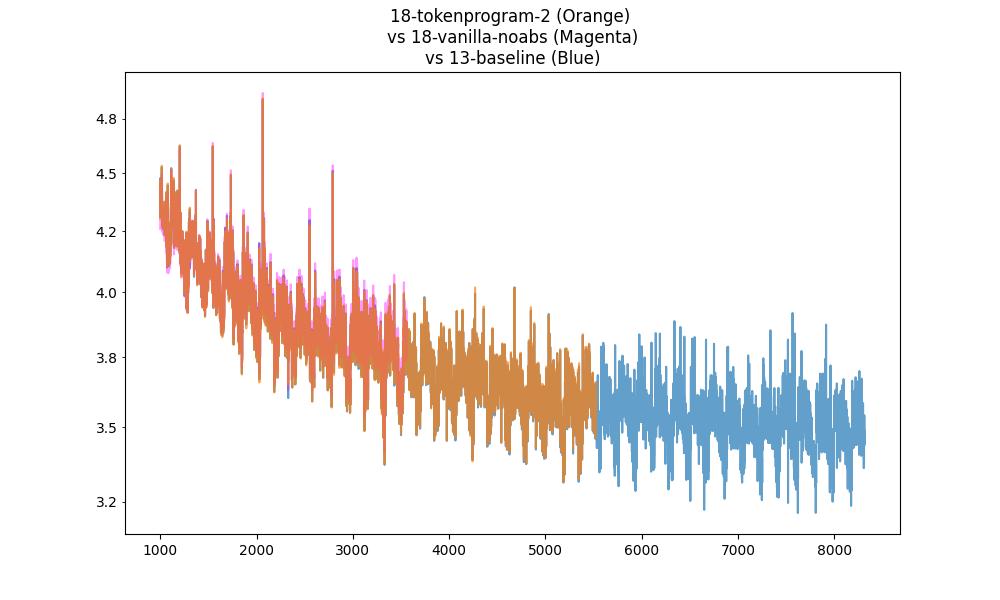 18-tokenprogram-2 (Orange)
vs 18-vanilla-noabs (Magenta)
vs 13-baseline (Blue)
4.8
4.5
4.2
4.0
3.8
3.5
3.2
1000 2000 3000 4000 5000 6000 7000 8000